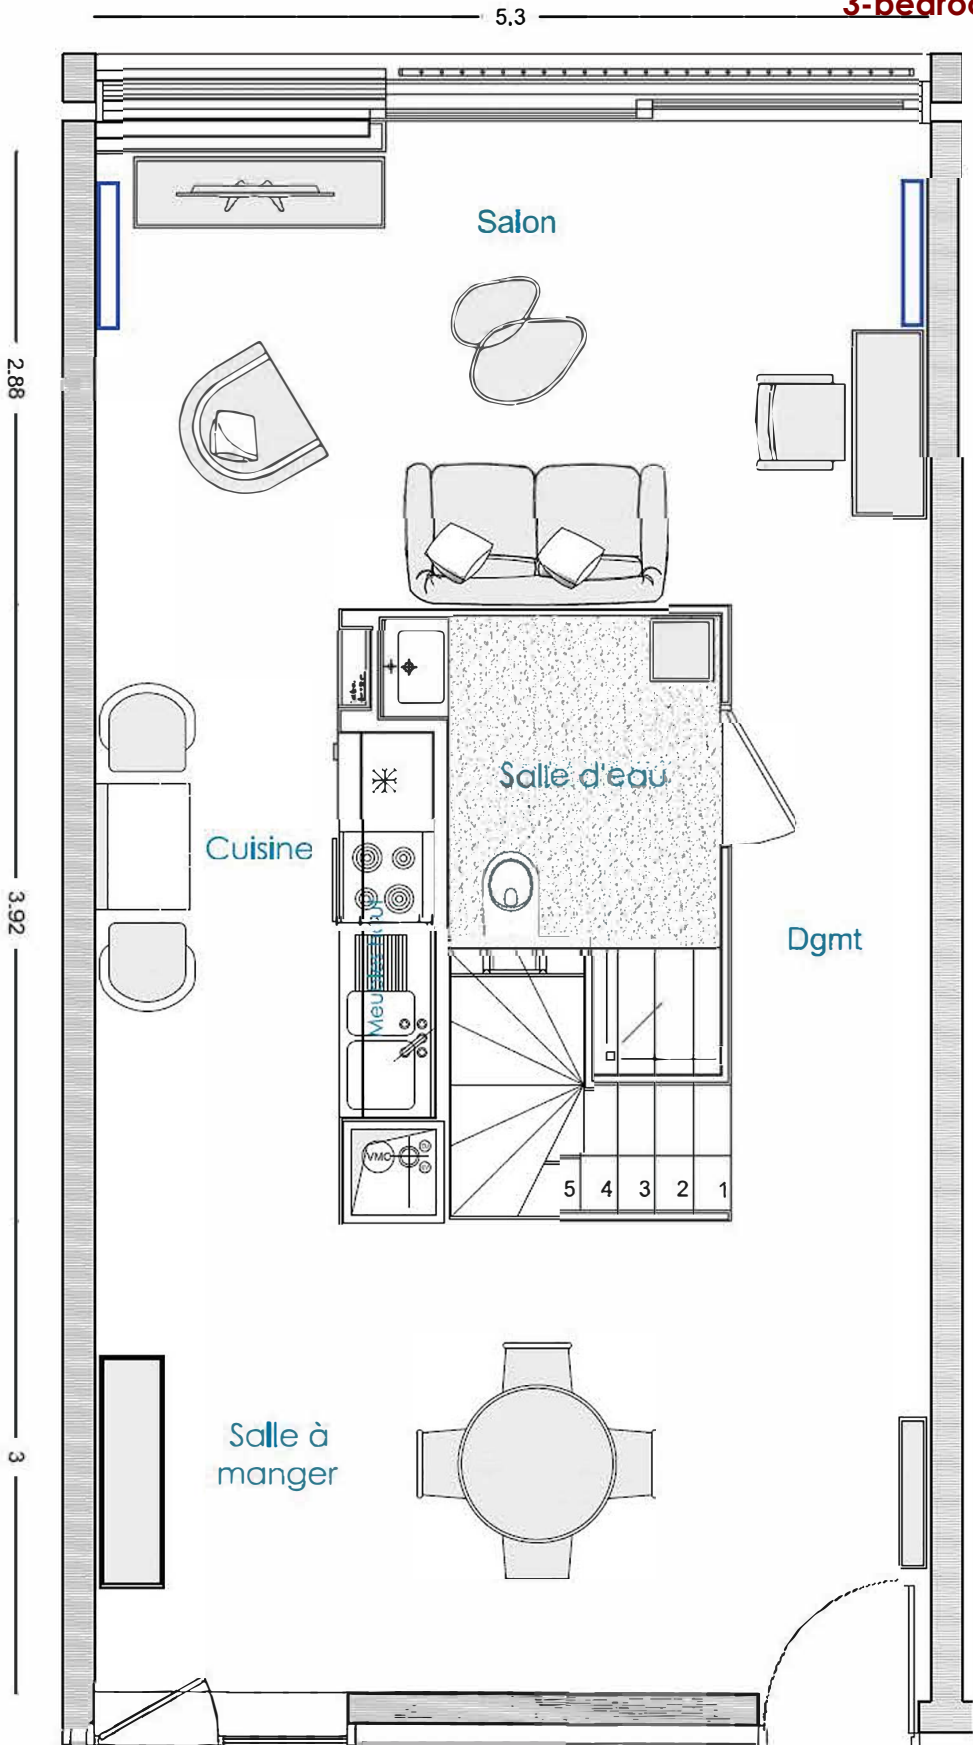 5.3
3-bedroo
Salon
2.88
Salle d'eau
Cuisine
3.92
Dgmt
VMC
5 4 3 2 1
Salle à
manger
3